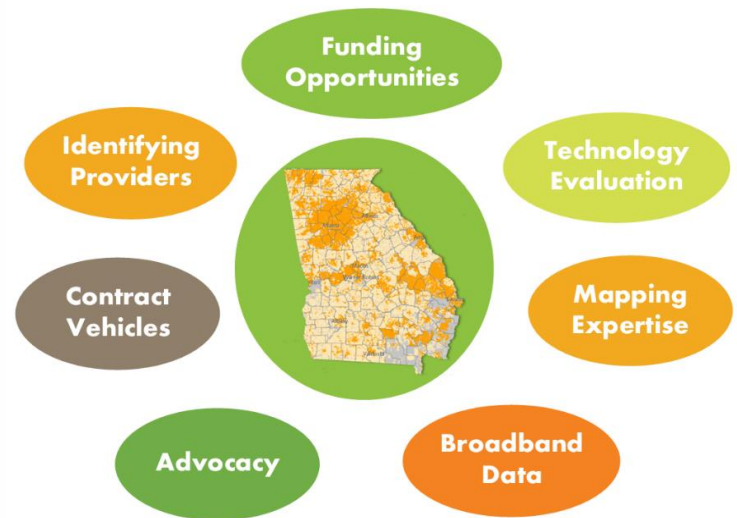 Funding
Opportunities
Identifying
Providers
Technology
Evaluation
Contract
Vehicles
Mapping
Expertise
Advocacy
Broadband
Data